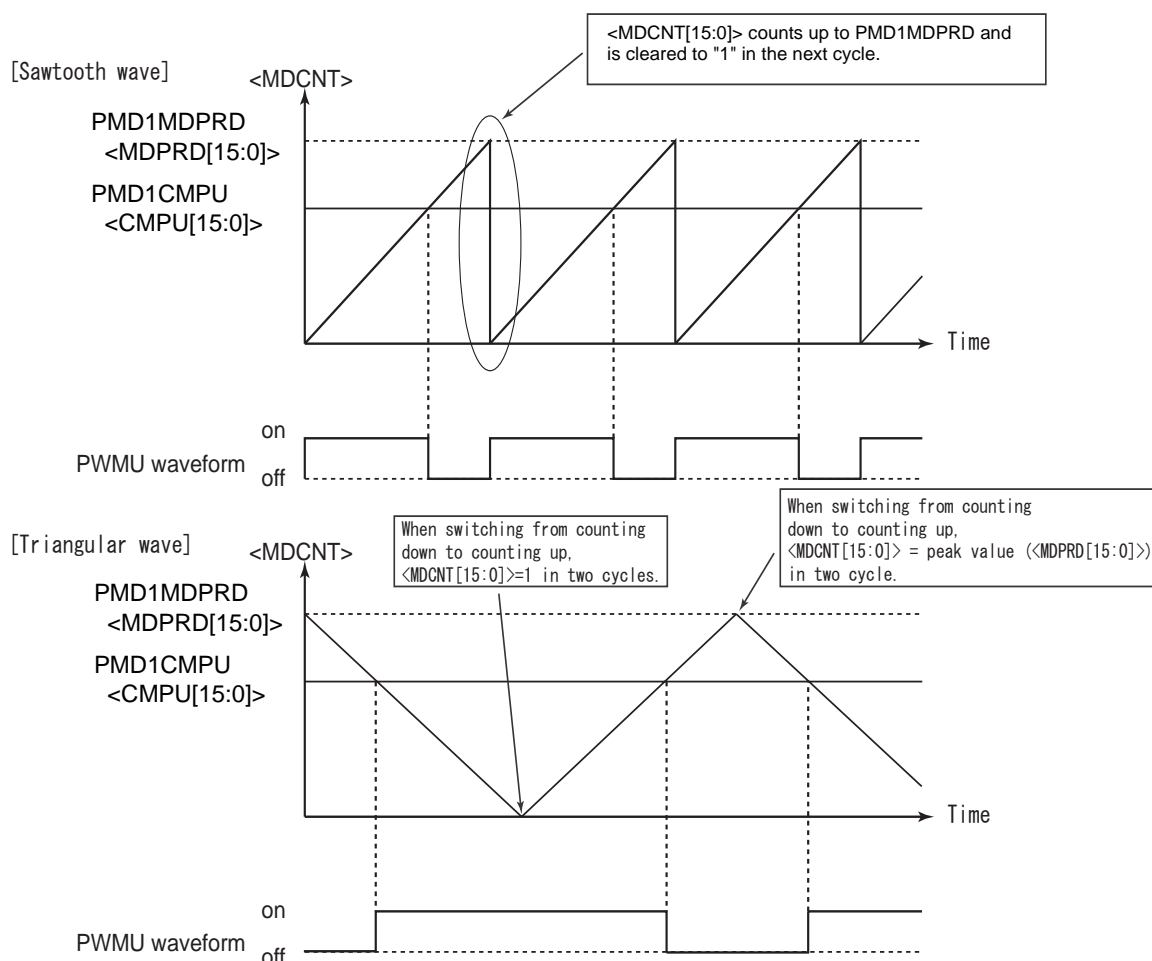 <MDCNT[15:0]> counts up to PMD1MDPRD and
is cleared to "1" in the next cycle.
[Sawtooth wave]
<MDCNT>
PMD1MDPRD
<MDPRD[15:0]>
PMD1CMPU
<CMPU[15:0]>
Time
on
PWMU waveform
off
When switching from counting
down to counting up,
<MDCNT[15:0]> = peak value (<MDPRD[15:0]>)
in two cycle.
When switching from counting
down to counting up,
<MDCNT[15:0]>=1 in two cycles.
[Triangular wave]
<MDCNT>
PMD1MDPRD
<MDPRD[15:0]>
PMD1CMPU
<CMPU[15:0]>
Time
on
PWMU waveform
off